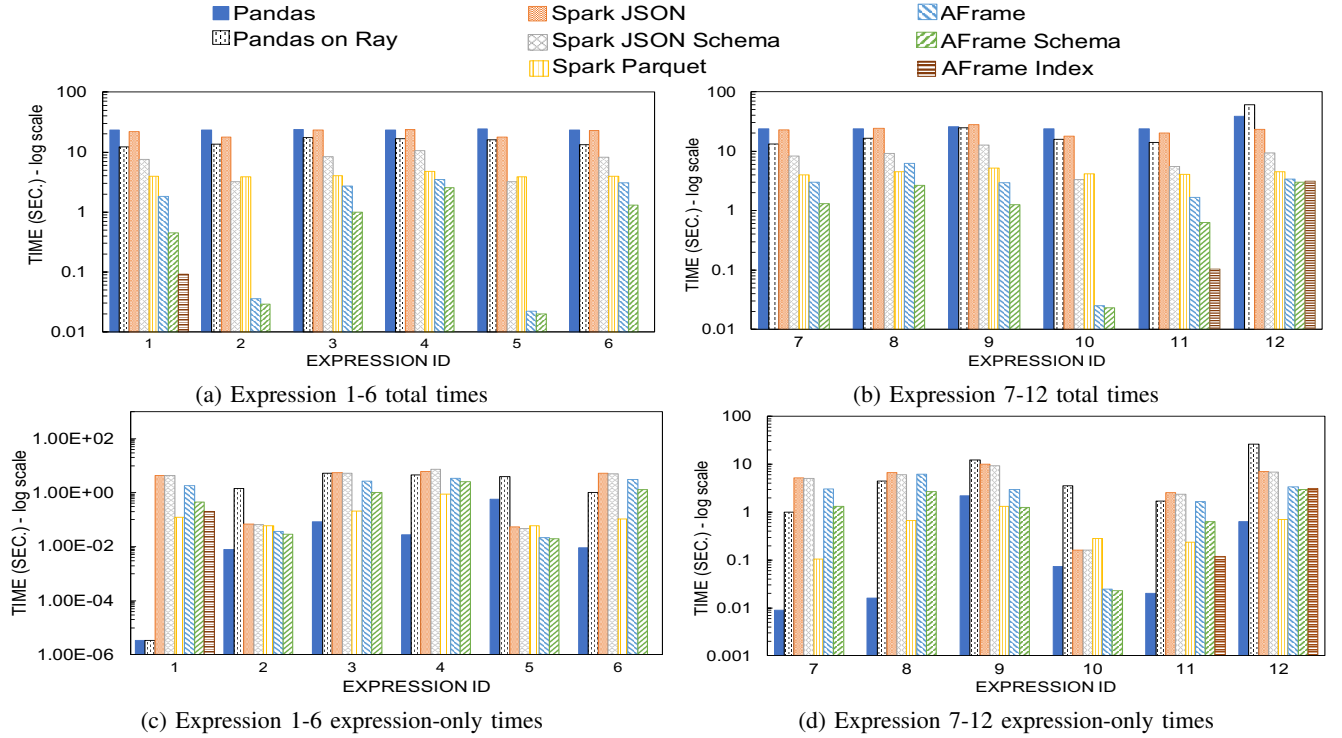 Pandas
Spark JSON
AFrame
Pandas on Ray
Spark JSON Schema
AFrame Schema
Spark Parquet
AFrame Index
TIME (SEC.) - log scale
100
10
1
0.1
0.01
1 2 3 4 5 6
EXPRESSION ID
(a) Expression 1-6 total times
TIME (SEC.) - log scale
100
10
1
0.1
0.01
7 8 9 10 11 12
EXPRESSION ID
(b) Expression 7-12 total times
TIME (SEC.) - log scale
1.00E+02
1.00E+00
1.00E-02
1.00E-04
1.00E-06
1 2 3 4 5 6
EXPRESSION ID
(c) Expression 1-6 expression-only times
TIME (SEC.) - log scale
100
10
1
0.1
0.01
0.001
7 8 9 10 11 12
EXPRESSION ID
(d) Expression 7-12 expression-only times